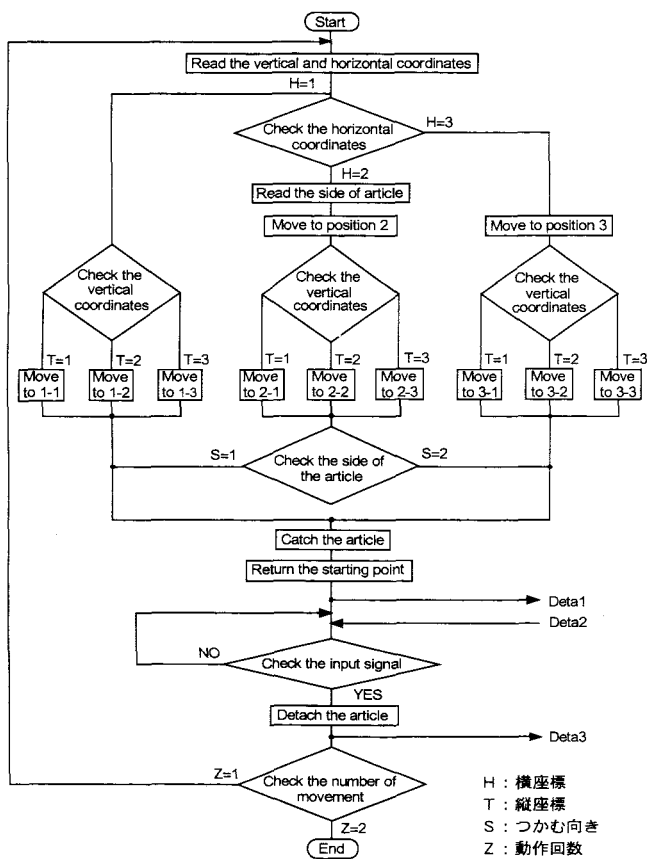 Start
Read the vertical and horizontal coordinates
H=1
Check the horizontal
coordinates
H=3
H=2
Read the side of article
Move to position 2
Move to position 3
Check the
vertical
coordinates
Check the
vertical
coordinates
Check the
vertical
coordinates
T=1
T=2
T=3
T=1
T=2
T=3
T=1
T=2
T=3
Move
to 1-1
Move
to 1-2
Move
to 1-3
Move
to 2-1
Move
to 2-2
Move
to 2-3
Move
to 3-1
Move
to 3-2
Move
to 3-3
S=1
Check the side of
the article
S=2
Catch the article
Return the starting point
Deta1
Deta2
NO
Check the input signal
YES
Detach the article
Deta3
Z=1
Check the number of
movement
Z=2
End
H : 横座標
T : 縦座標
S : つかむ向き
Z : 動作回数